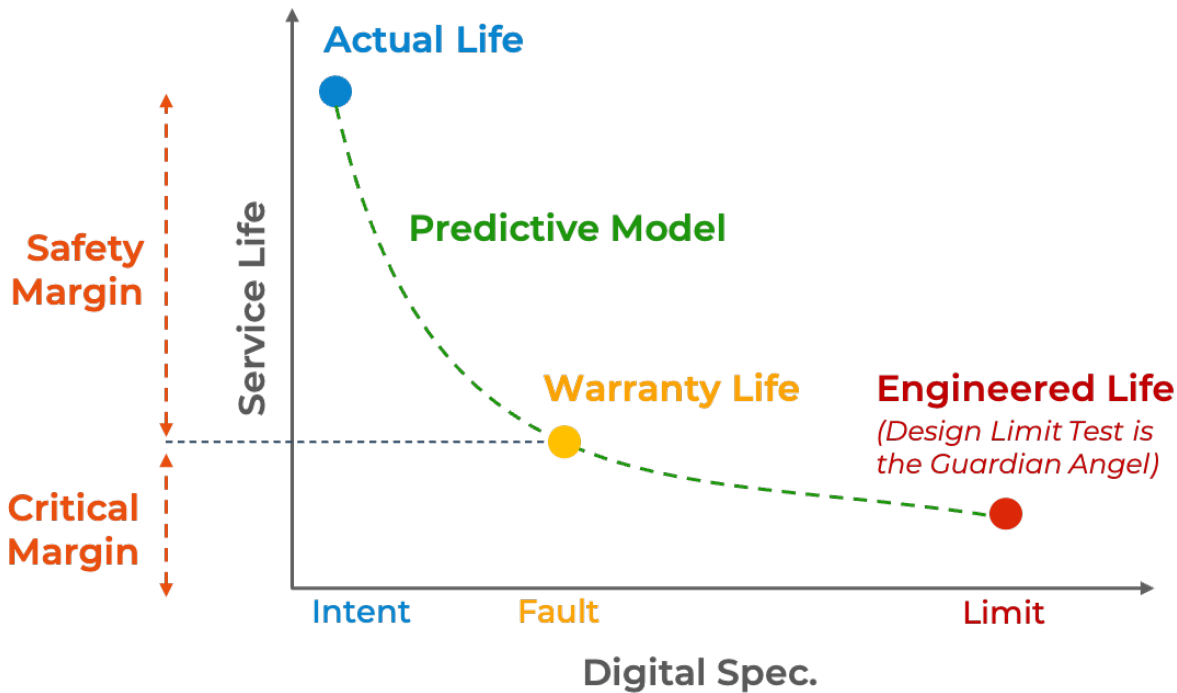 Actual Life
Predictive Model
Safety
Margin
Service Life
Warranty Life
Engineered Life
(Design Limit Test is
the Guardian Angel)
Critical
Margin
Intent
Fault
Limit
Digital Spec.